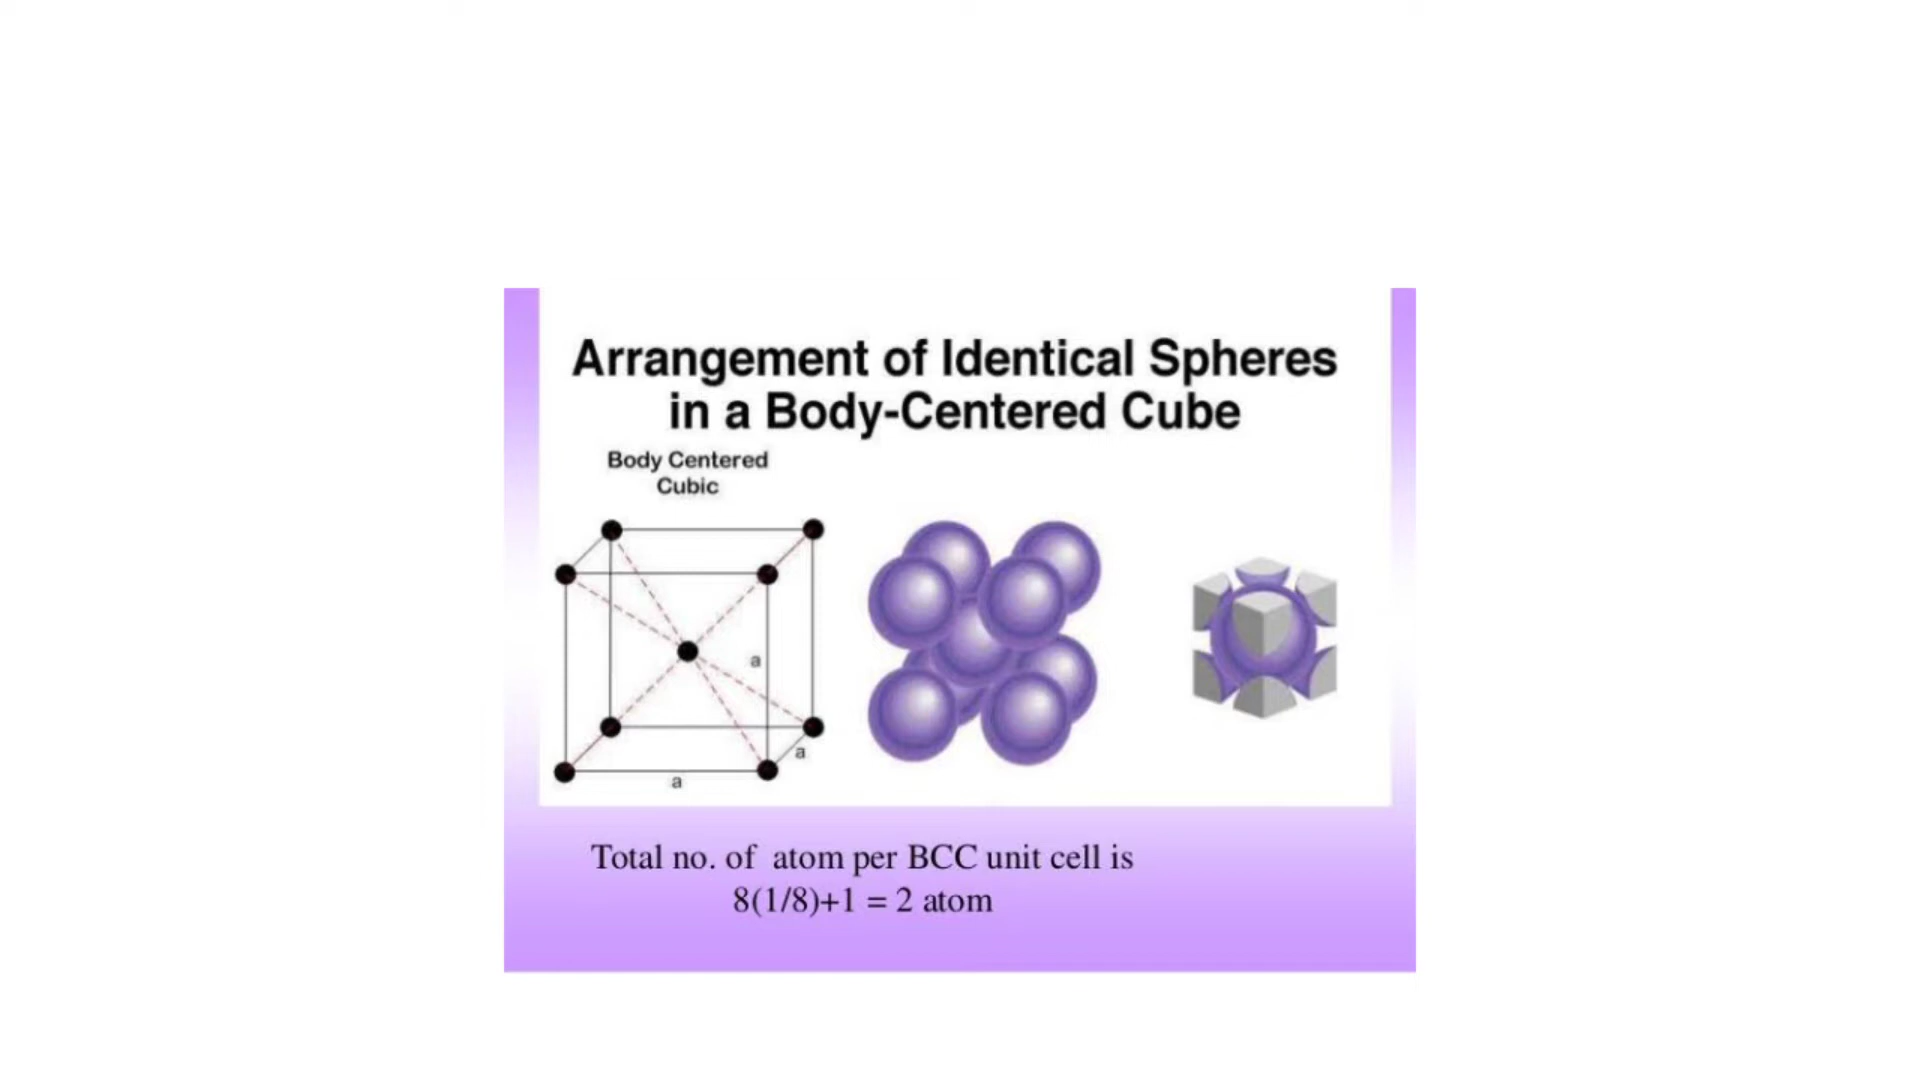 Arrangement of Identical Spheres
in a Body-Centered Cube
Body Centered
Cubic
a
a
a
Total no. of atom per BCC unit cell is
8(1/8)+1 = 2 atom